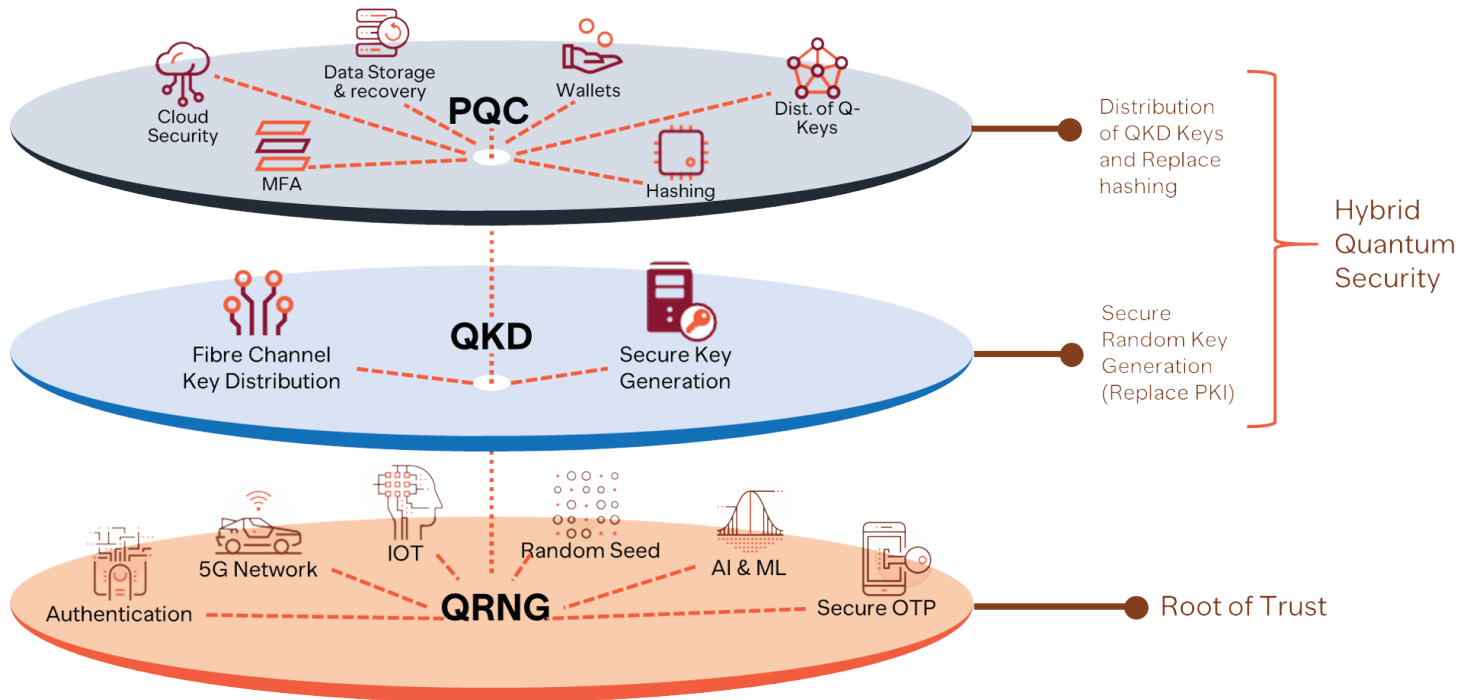 Data Storage
& recovery
Wallets
Cloud
Security
PQC
Dist. of Q-
Keys
MFA
Hashing
Distribution
of QKD Keys
and Replace
hashing
Hybrid
Quantum
Security
QKD
Fibre Channel
Key Distribution
Secure Key
Generation
Secure
Random Key
Generation
(Replace PKI)
IOT
Random Seed
5G Network
AI & ML
Authentication
QRNG
Secure OTP
Root of Trust